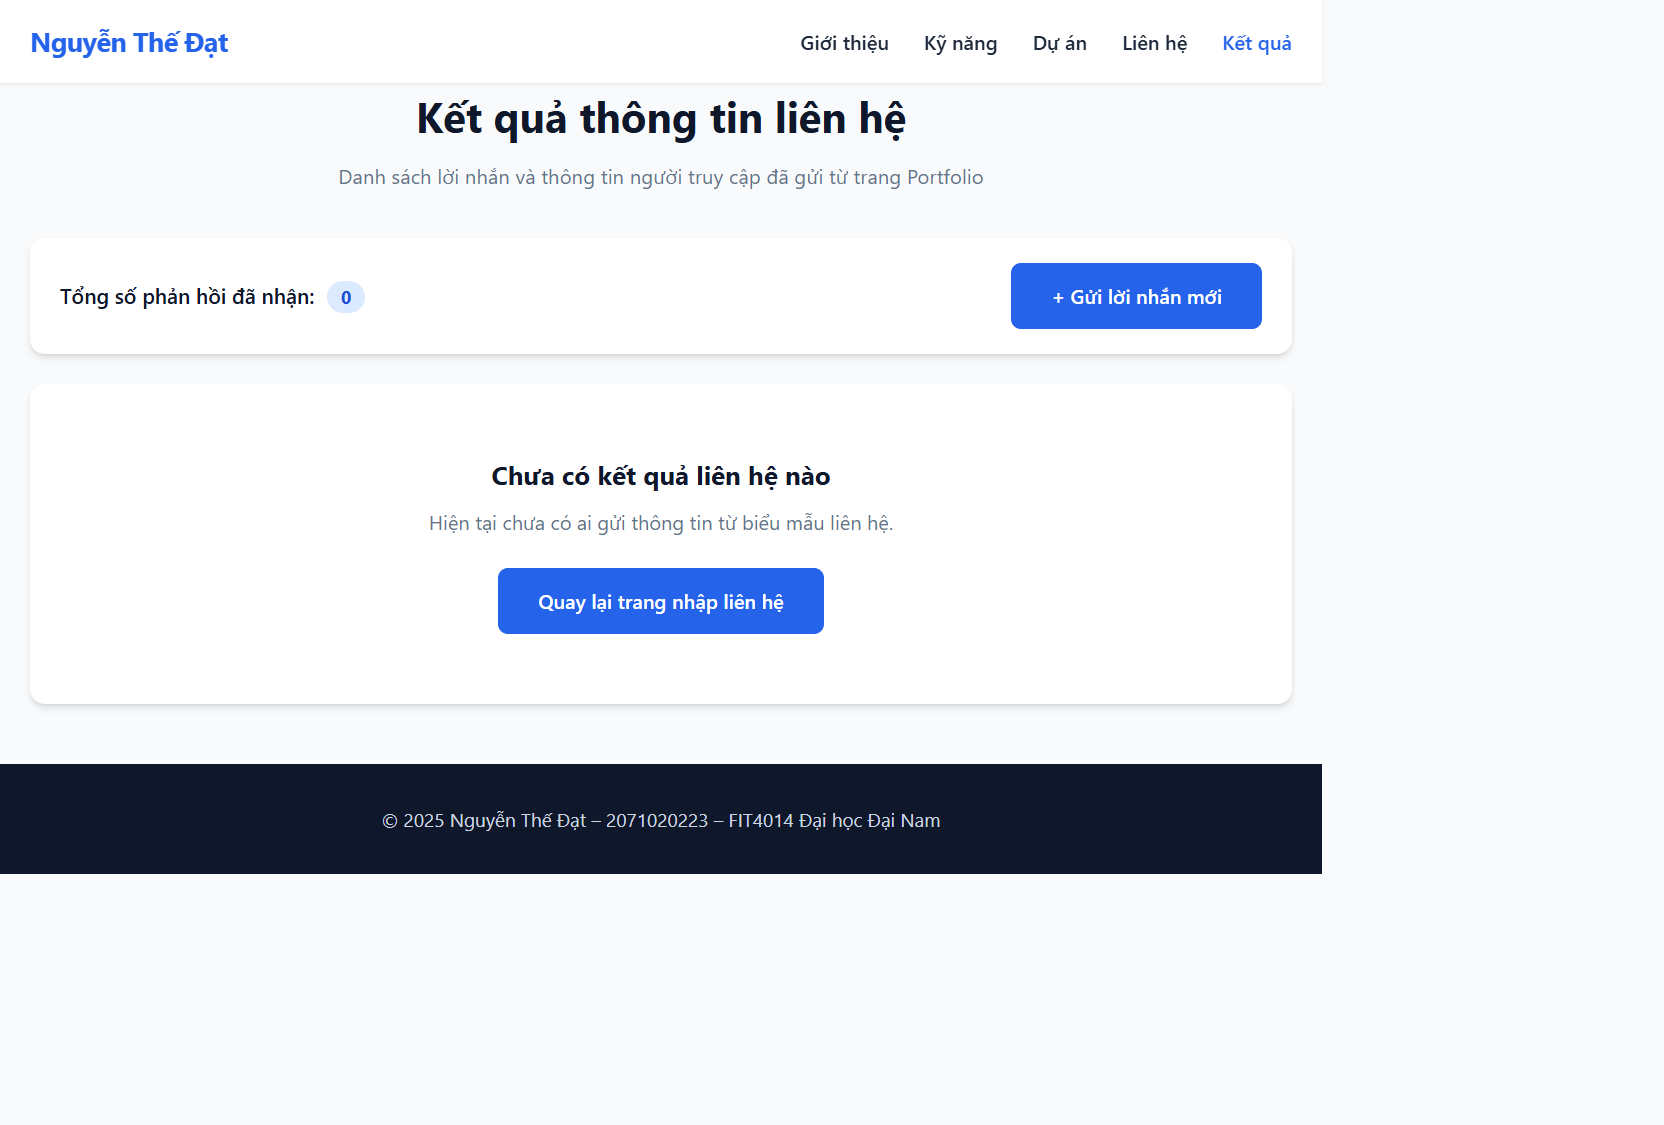 Nguyễn Thế Đạt
Giới thiệu Kỹ năng Dự án Liên hệ Kết quả
Kết quả thông tin liên hệ
Danh sách lời nhắn và thông tin người truy cập đã gửi từ trang Portfolio
Tổng số phản hồi đã nhận: 0
+ Gửi lời nhắn mới
Chưa có kết quả liên hệ nào
Hiện tại chưa có ai gửi thông tin từ biểu mẫu liên hệ.
Quay lại trang nhập liên hệ
© 2025 Nguyễn Thế Đạt – 2071020223 – FIT4014 Đại học Đại Nam